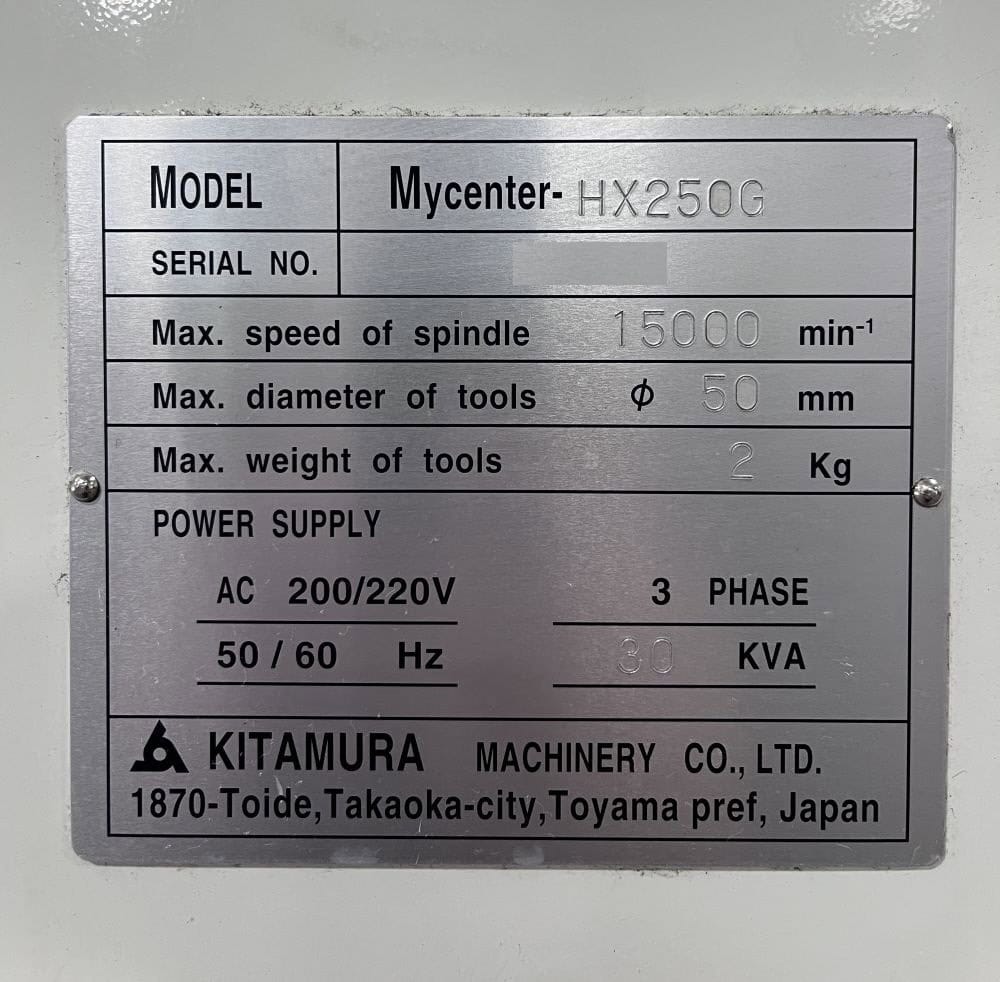 MODEL Mycenter-HX250G
SERIAL NO.
Max. speed of spindle 15000 min⁻¹
Max. diameter of tools ϕ 50 mm
Max. weight of tools 2 Kg
POWER SUPPLY
AC 200/220V 3 PHASE
50/60 Hz 30 KVA
KITAMURA MACHINERY CO., LTD.
1870-Toide, Takaoka-city, Toyama pref, Japan